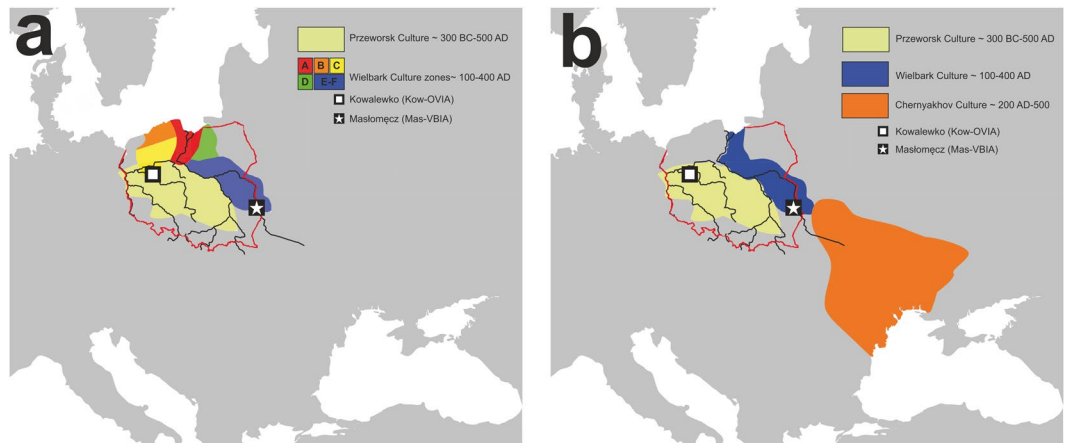 a
Przeworsk Culture ~ 300 BC-500 AD
A B C
D E-F
Wielbark Culture zones~ 100-400 AD
Kowalewko (Kow-OVIA)
Masłomęcz (Mas-VBIA)
b
Przeworsk Culture ~ 300 BC-500 AD
Wielbark Culture ~ 100-400 AD
Chernyakhov Culture ~ 200 AD-500
Kowalewko (Kow-OVIA)
Masłomęcz (Mas-VBIA)